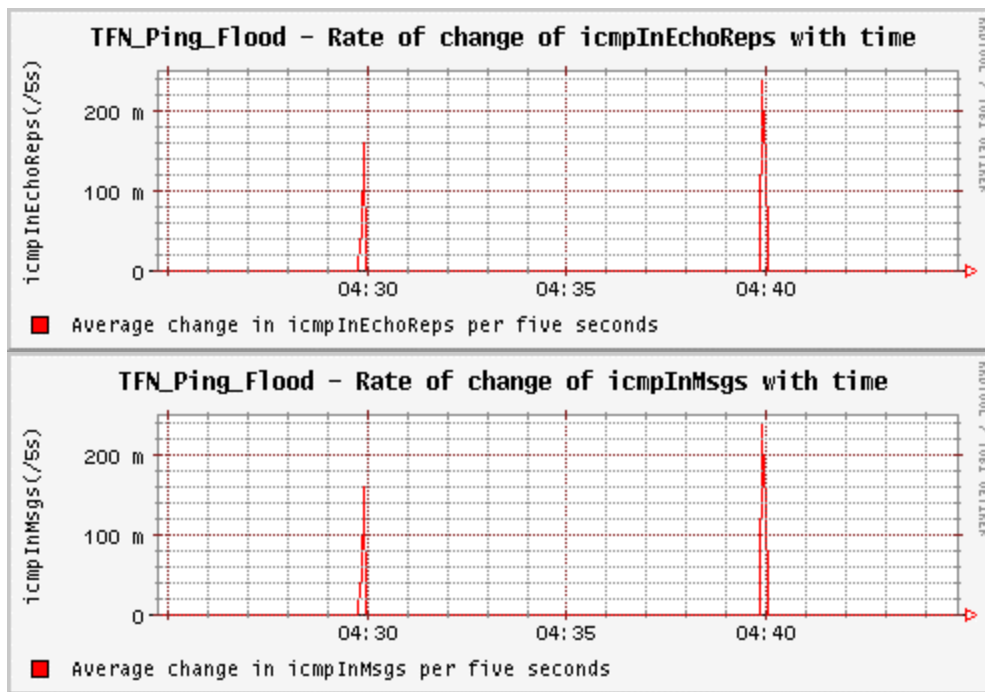 TFN_Ping_Flood - Rate of change of icmpInEchoReps with time
icmpInEchoReps(/5s)
200 m
100 m
0
04:30 04:35 04:40
Average change in icmpInEchoReps per five seconds
TFN_Ping_Flood - Rate of change of icmpInMsgs with time
icmpInMsgs(/5s)
200 m
100 m
0
04:30 04:35 04:40
Average change in icmpInMsgs per five seconds